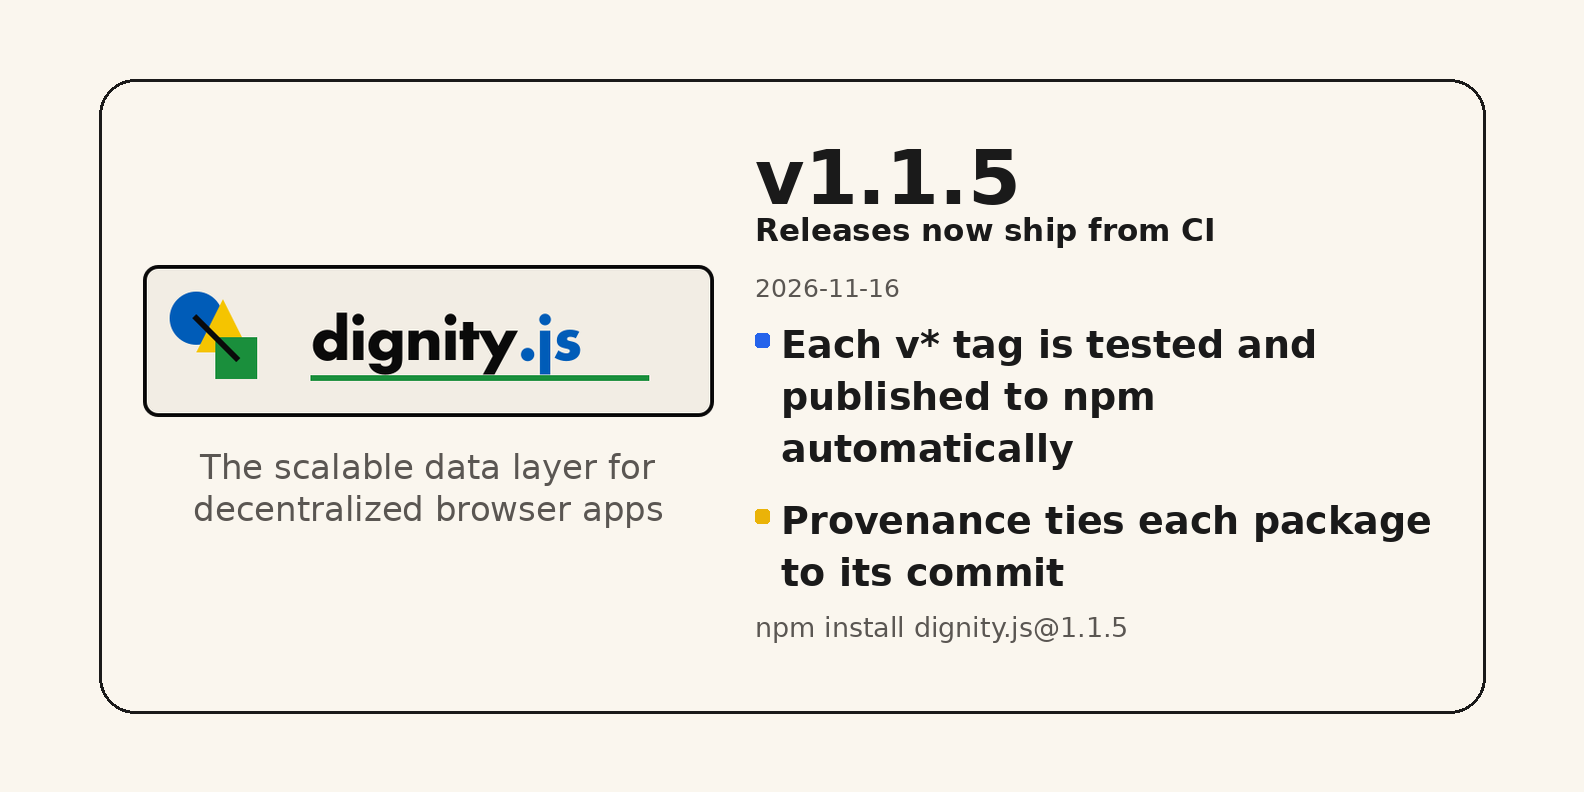 dignity.js
The scalable data layer for
decentralized browser apps
v1.1.5
Releases now ship from CI
2026-11-16
Each v* tag is tested and
published to npm
automatically
Provenance ties each package
to its commit
npm install dignity.js@1.1.5